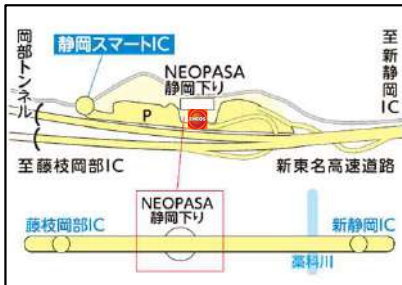 岡部トンネル
静岡スマートIC
NEOPASA
静岡下り
至新静岡IC
P
ENEOS
至藤枝岡部IC
新東名高速道路
NEOPASA
静岡下り
藤枝岡部IC
新静岡IC
藁科川